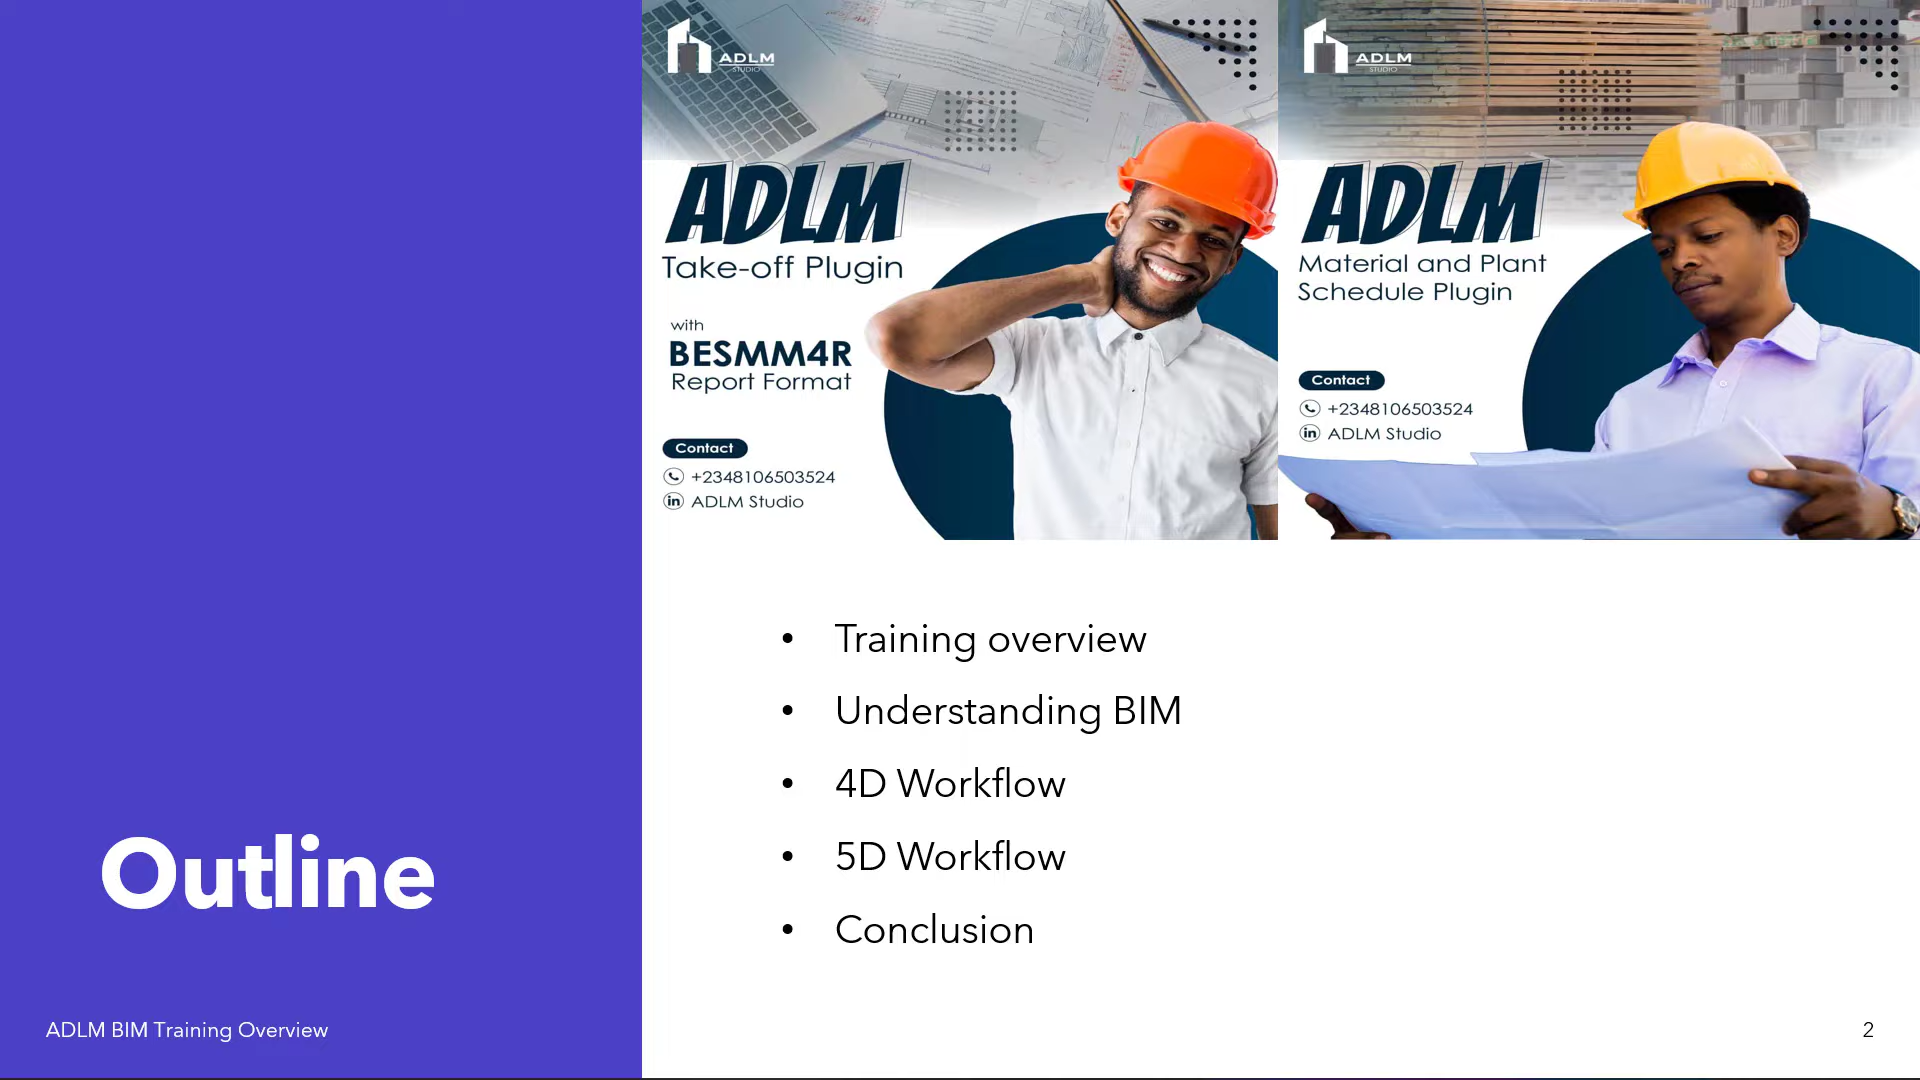 ADLM
STUDIO
ADLM
Take-off Plugin
with
BESMM4R
Report Format
Contact
+2348106503524
in ADLM Studio
ADLM
STUDIO
ADLM
Material and Plant
Schedule Plugin
Contact
+2348106503524
in ADLM Studio
Outline
• Training overview
• Understanding BIM
• 4D Workflow
• 5D Workflow
• Conclusion
ADLM BIM Training Overview
2